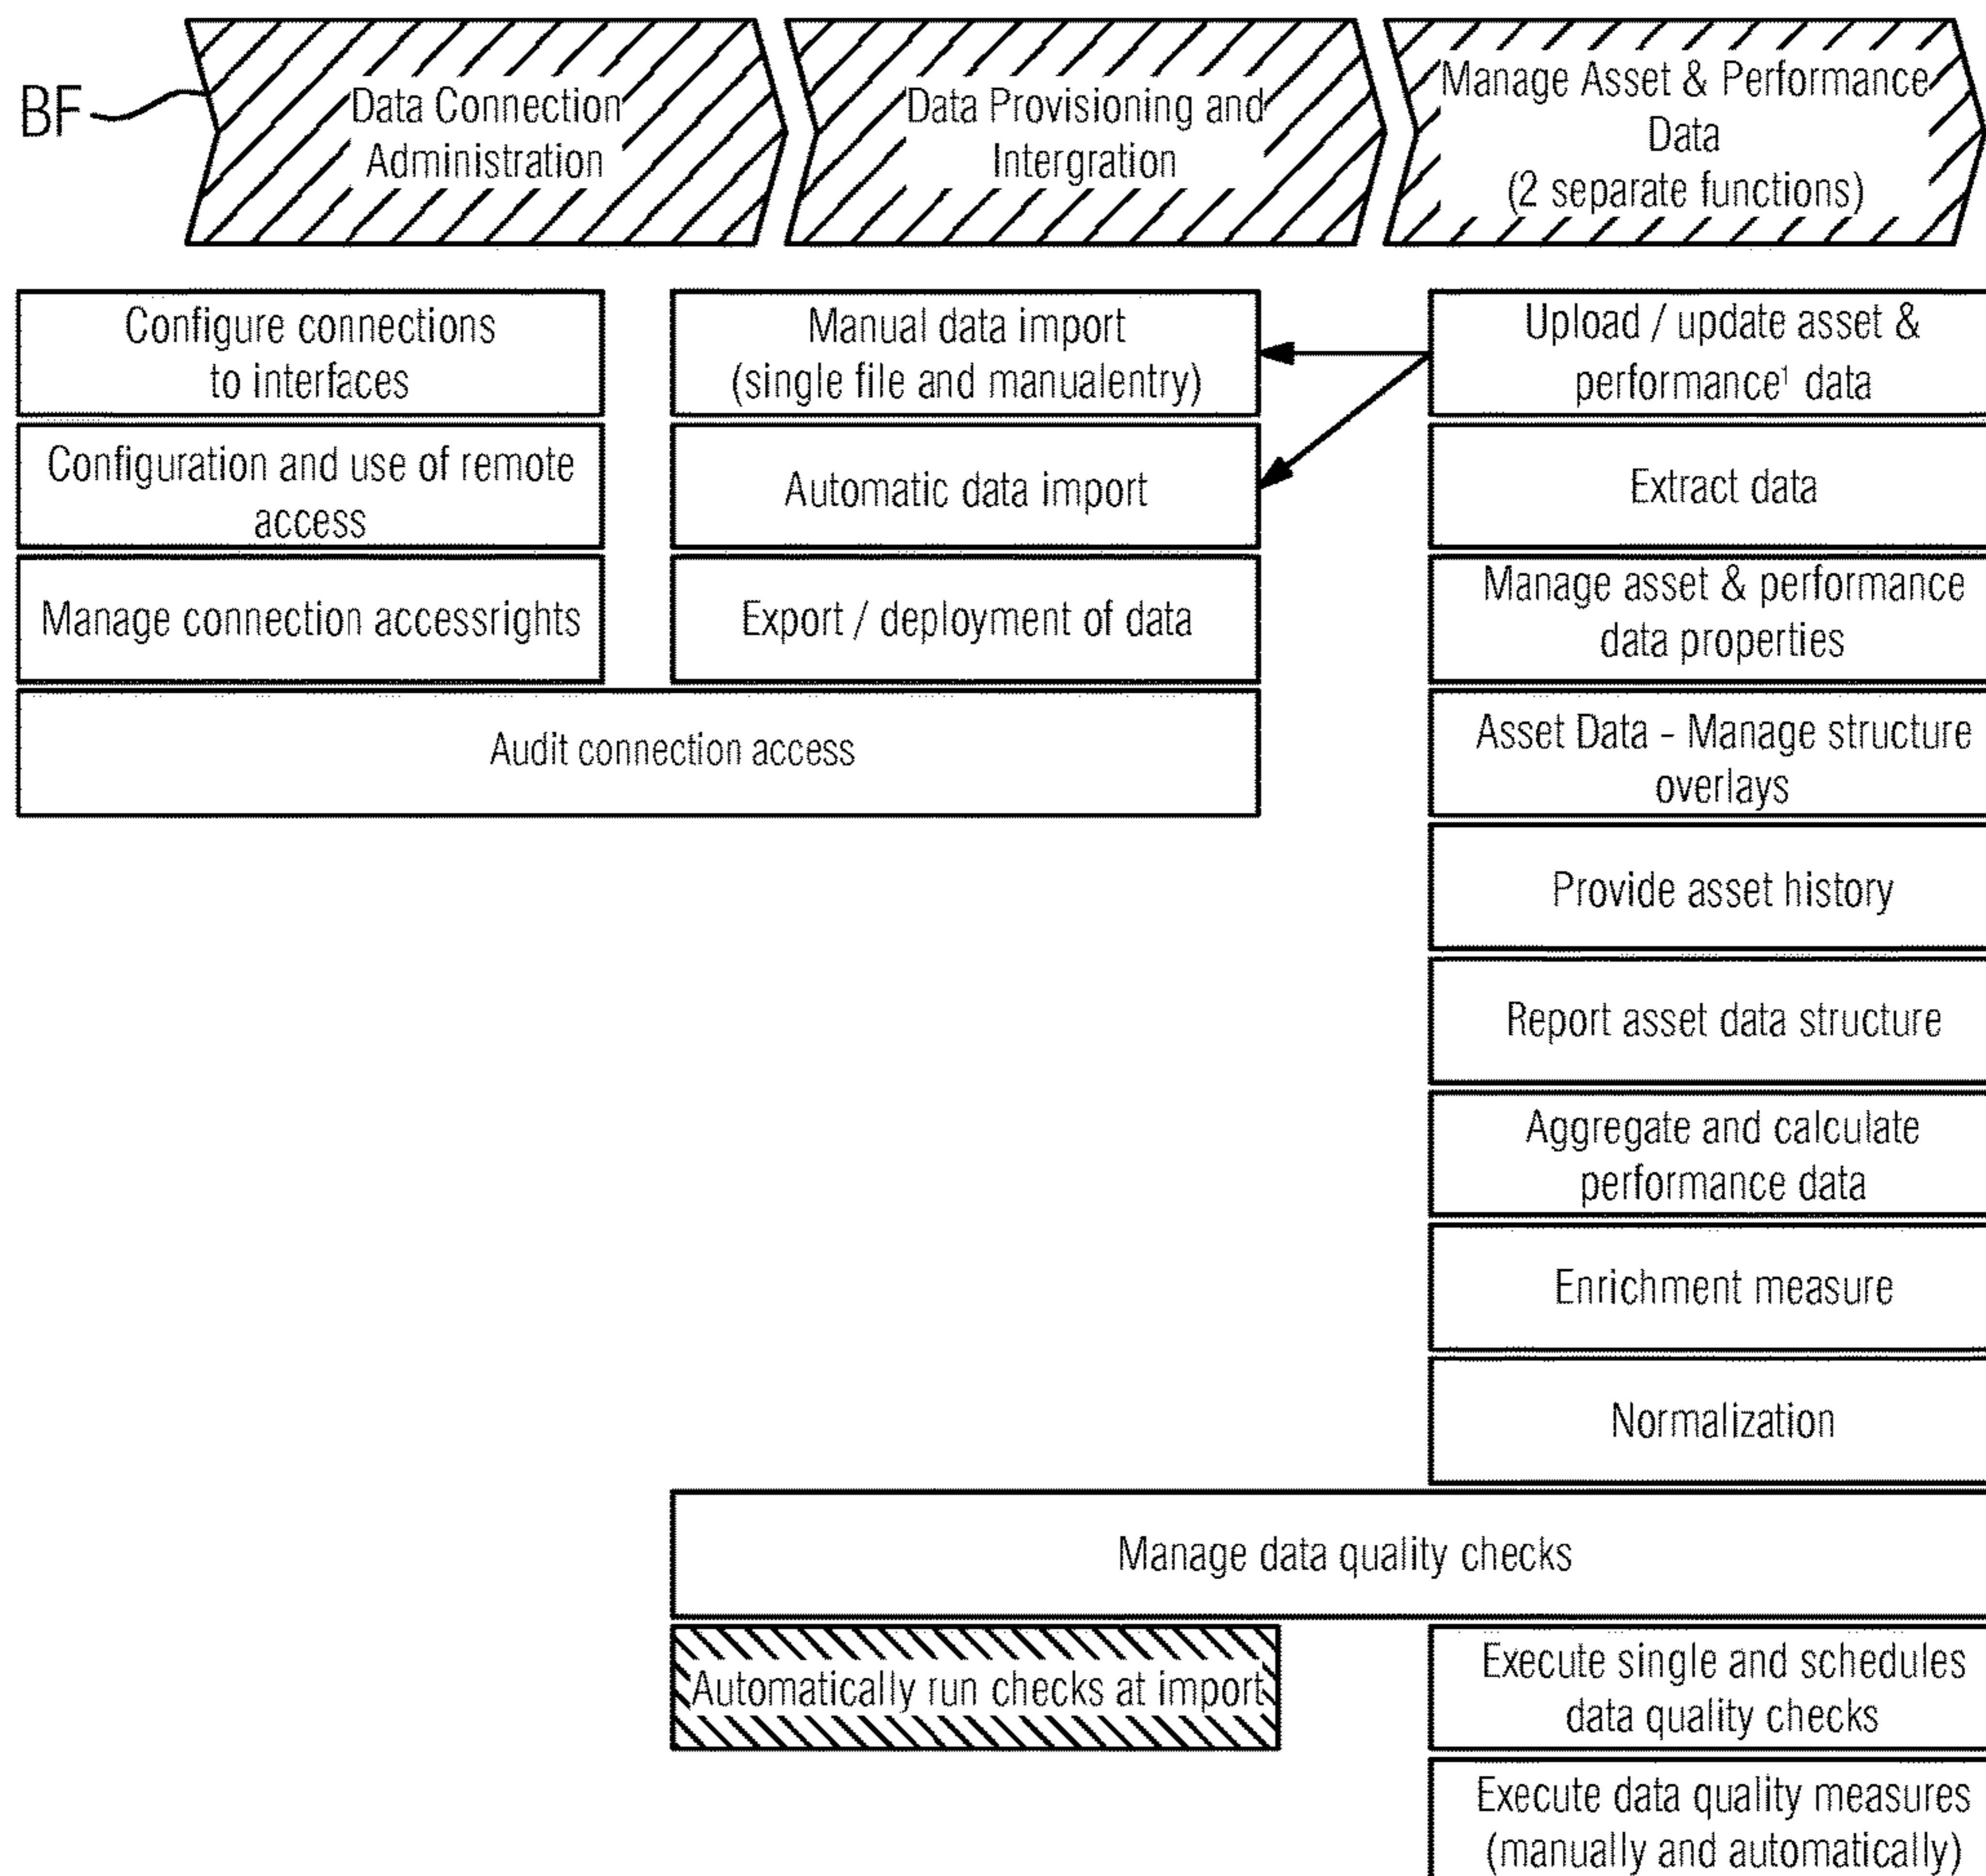 BF
Data Connection
Administration
Data Provisioning and
Intergration
Manage Asset & Performance
Data
(2 separate functions)
Configure connections
to interfaces
Manual data import
(single file and manualentry)
Upload / update asset &
performance¹ data
Configuration and use of remote
access
Automatic data import
Extract data
Manage connection accessrights
Export / deployment of data
Manage asset & performance
data properties
Audit connection access
Asset Data - Manage structure
overlays
Provide asset history
Report asset data structure
Aggregate and calculate
performance data
Enrichment measure
Normalization
Manage data quality checks
Automatically run checks at import
Execute single and schedules
data quality checks
Execute data quality measures
(manually and automatically)